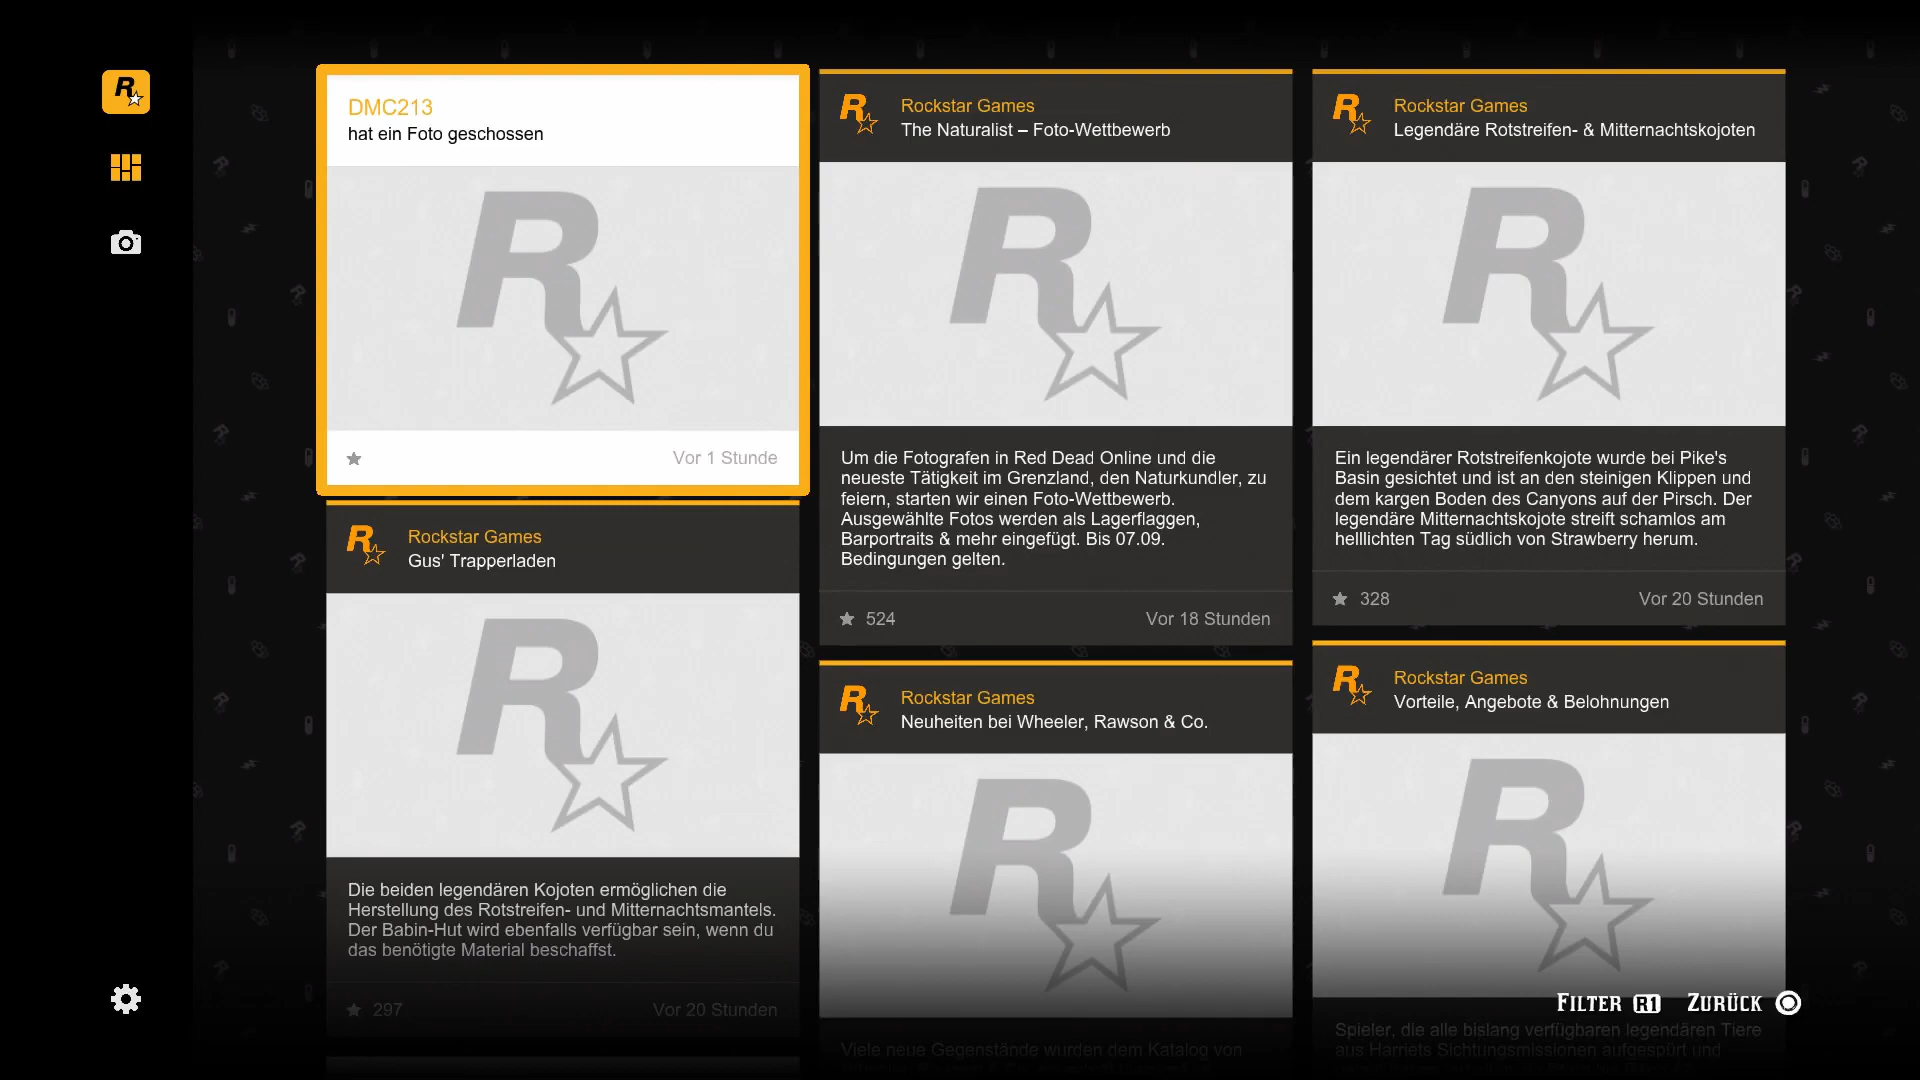 DMC213
hat ein Foto geschossen
Vor 1 Stunde
Rockstar Games
Gus' Trapperladen
Die beiden legendären Kojoten ermöglichen die
Herstellung des Rotstreifen- und Mitternachtsmantels.
Der Babin-Hut wird ebenfalls verfügbar sein, wenn du
das benötigte Material beschaffst.
297
Vor 20 Stunden
Rockstar Games
The Naturalist – Foto-Wettbewerb
Um die Fotografen in Red Dead Online und die
neueste Tätigkeit im Grenzland, den Naturkundler, zu
feiern, starten wir einen Foto-Wettbewerb.
Ausgewählte Fotos werden als Lagerflaggen,
Barportraits & mehr eingefügt. Bis 07.09.
Bedingungen gelten.
524
Vor 18 Stunden
Rockstar Games
Neuheiten bei Wheeler, Rawson & Co.
Viele neue Gegenstände wurden dem Katalog von
Rockstar Games
Legendäre Rotstreifen- & Mitternachtskojoten
Ein legendärer Rotstreifenkojote wurde bei Pike's
Basin gesichtet und ist an den steinigen Klippen und
dem kargen Boden des Canyons auf der Pirsch. Der
legendäre Mitternachtskojote streift schamlos am
helllichten Tag südlich von Strawberry herum.
328
Vor 20 Stunden
Rockstar Games
Vorteile, Angebote & Belohnungen
Spieler, die alle bislang verfügbaren legendären Tiere
aus Harriets Sichtungsmissionen aufgespürt und
FILTER R1 ZURÜCK